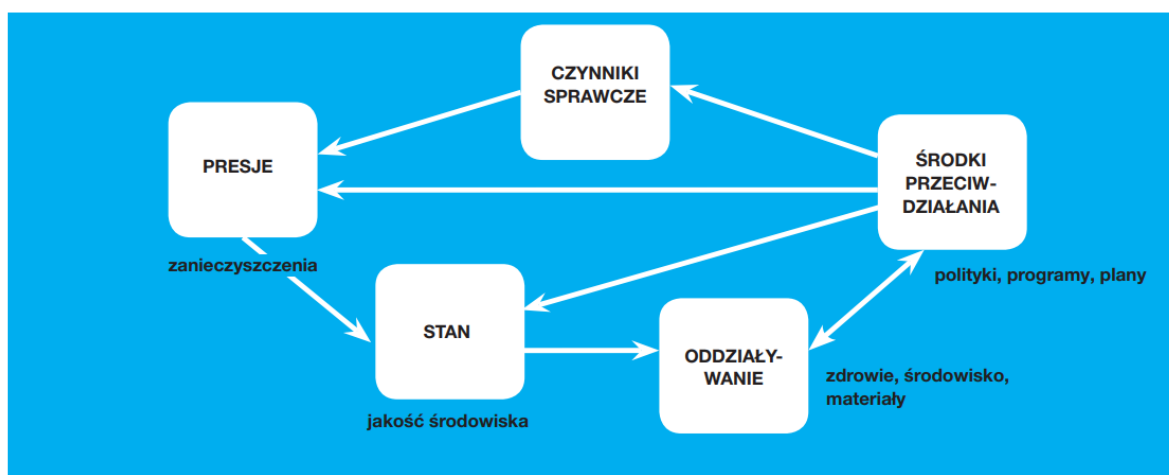 CZYNNIKI
SPRAWCZE
PRESJE
zanieczyszczenia
ŚRODKI
PRZECIW-
DZIAŁANIA
polityki, programy, plany
STAN
jakość środowiska
ODDZIAŁY-
WANIE
zdrowie, środowisko,
materiały